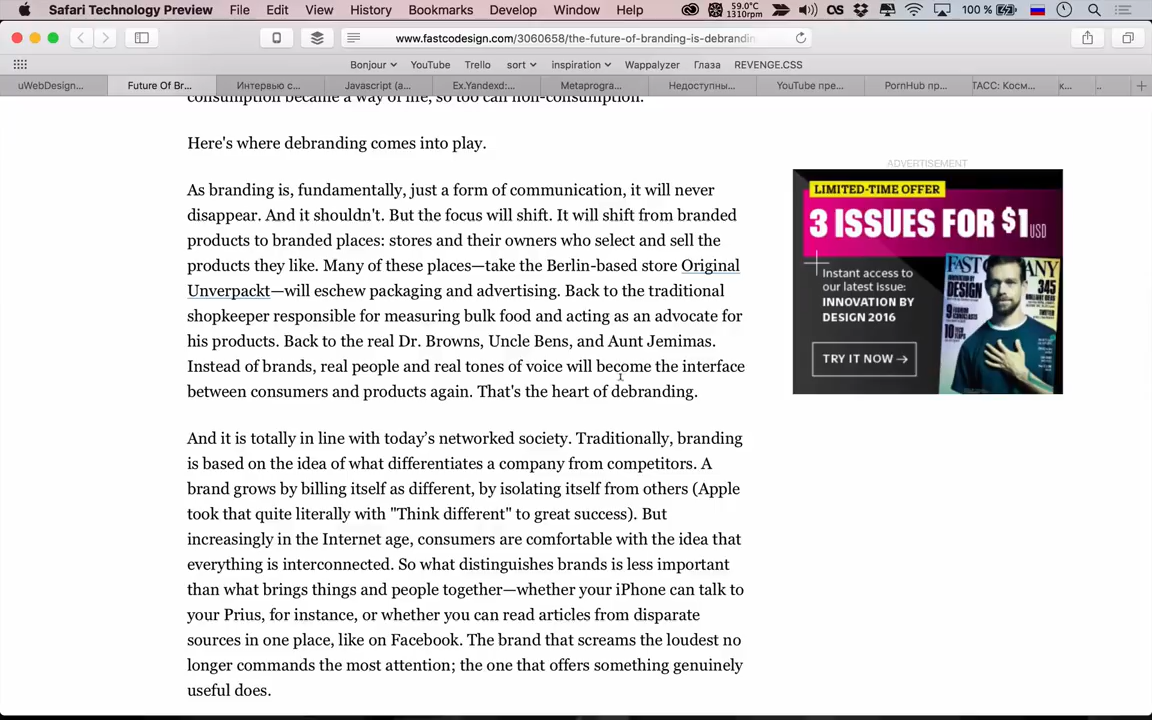 Safari Technology Preview File Edit View History Bookmarks Develop Window Help 59.0°C 1310rpm 100 %
www.fastcodesign.com/3060658/the-future-of-branding-is-debrandin
Bonjour YouTube Trello sort inspiration Wappalyzer Глаза REVENGE.CSS
uWebDesign... Future Of Br... Интервью с... Javascript (a... Ex.Yandexd:... Metaprogra... Недоступны... YouTube пре... PornHub пр... ТАСС: Косм... к... ..
consumption became a way of life, so too can non-consumption.
Here's where debranding comes into play.
As branding is, fundamentally, just a form of communication, it will never
disappear. And it shouldn't. But the focus will shift. It will shift from branded
products to branded places: stores and their owners who select and sell the
products they like. Many of these places—take the Berlin-based store Original
Unverpackt—will eschew packaging and advertising. Back to the traditional
shopkeeper responsible for measuring bulk food and acting as an advocate for
his products. Back to the real Dr. Browns, Uncle Bens, and Aunt Jemimas.
Instead of brands, real people and real tones of voice will become the interface
between consumers and products again. That's the heart of debranding.
And it is totally in line with today’s networked society. Traditionally, branding
is based on the idea of what differentiates a company from competitors. A
brand grows by billing itself as different, by isolating itself from others (Apple
took that quite literally with "Think different" to great success). But
increasingly in the Internet age, consumers are comfortable with the idea that
everything is interconnected. So what distinguishes brands is less important
than what brings things and people together—whether your iPhone can talk to
your Prius, for instance, or whether you can read articles from disparate
sources in one place, like on Facebook. The brand that screams the loudest no
longer commands the most attention; the one that offers something genuinely
useful does.
ADVERTISEMENT
LIMITED-TIME OFFER
3 ISSUES FOR $1 USD
Instant access to
our latest issue:
INNOVATION BY
DESIGN 2016
TRY IT NOW →
FAST COMPANY
INNOVATION BY DESIGN
345